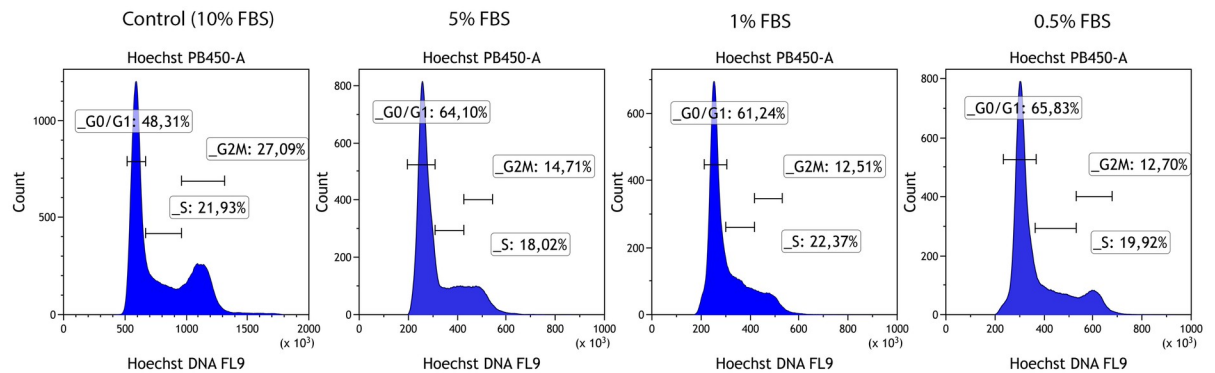 Control (10% FBS)
Hoechst PB450-A
_G0/G1: 48,31%
_G2M: 27,09%
_S: 21,93%
Count
1000
500
0
0 500 1000 1500 2000
(x 10³)
Hoechst DNA FL9
5% FBS
Hoechst PB450-A
_G0/G1: 64,10%
_G2M: 14,71%
_S: 18,02%
Count
800
600
400
200
0
0 200 400 600 800 1000
(x 10³)
Hoechst DNA FL9
1% FBS
Hoechst PB450-A
_G0/G1: 61,24%
_G2M: 12,51%
_S: 22,37%
Count
600
400
200
0
0 200 400 600 800 1000
(x 10³)
Hoechst DNA FL9
0.5% FBS
Hoechst PB450-A
_G0/G1: 65,83%
_G2M: 12,70%
_S: 19,92%
Count
800
600
400
200
0
0 200 400 600 800 1000
(x 10³)
Hoechst DNA FL9